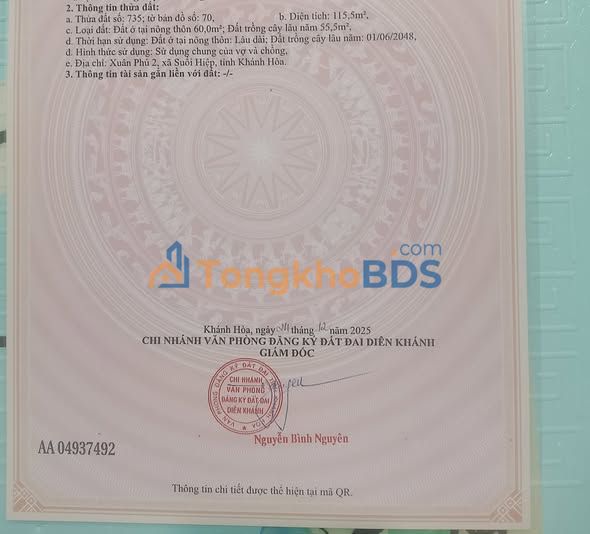 2. Thông tin thửa đất:
a. Thửa đất số: 735; tờ bản đồ số: 70, b. Diện tích: 115,5m²,
c. Loại đất: Đất ở tại nông thôn 60,0m²; Đất trồng cây lâu năm 55,5m²,
d. Thời hạn sử dụng: Đất ở tại nông thôn: Lâu dài; Đất trồng cây lâu năm: 01/06/2048,
đ. Hình thức sử dụng: Sử dụng chung của vợ và chồng,
e. Địa chỉ: Xuân Phú 2, xã Suối Hiệp, tỉnh Khánh Hòa.
3. Thông tin tài sản gắn liền với đất: -/-
TongkhoBDS.com
Khánh Hòa, ngày tháng 12 năm 2025
CHI NHÁNH VĂN PHÒNG ĐĂNG KÝ ĐẤT ĐAI DIÊN KHÁNH
GIÁM ĐỐC
CHI NHÁNH
VĂN PHÒNG
ĐĂNG KÝ ĐẤT ĐAI
DIÊN KHÁNH
Nguyễn Bình Nguyên
AA 04937492
Thông tin chi tiết được thể hiện tại mã QR.